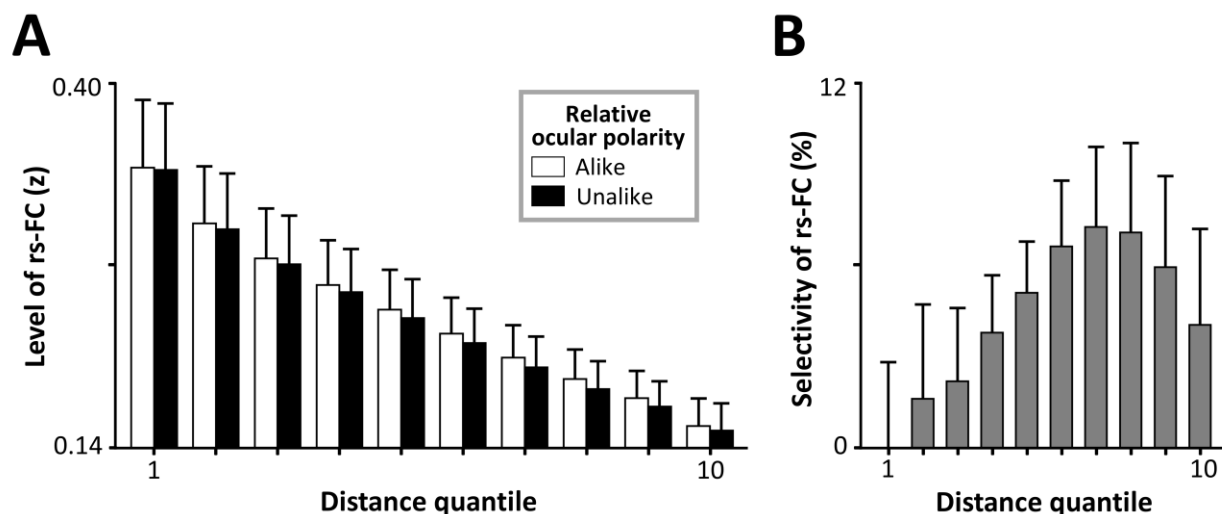 A
0.40
0.14
Level of rs-FC (z)
1
10
Distance quantile
Relative
ocular polarity
Alike
Unalike
B
12
0
Selectivity of rs-FC (%)
1
10
Distance quantile